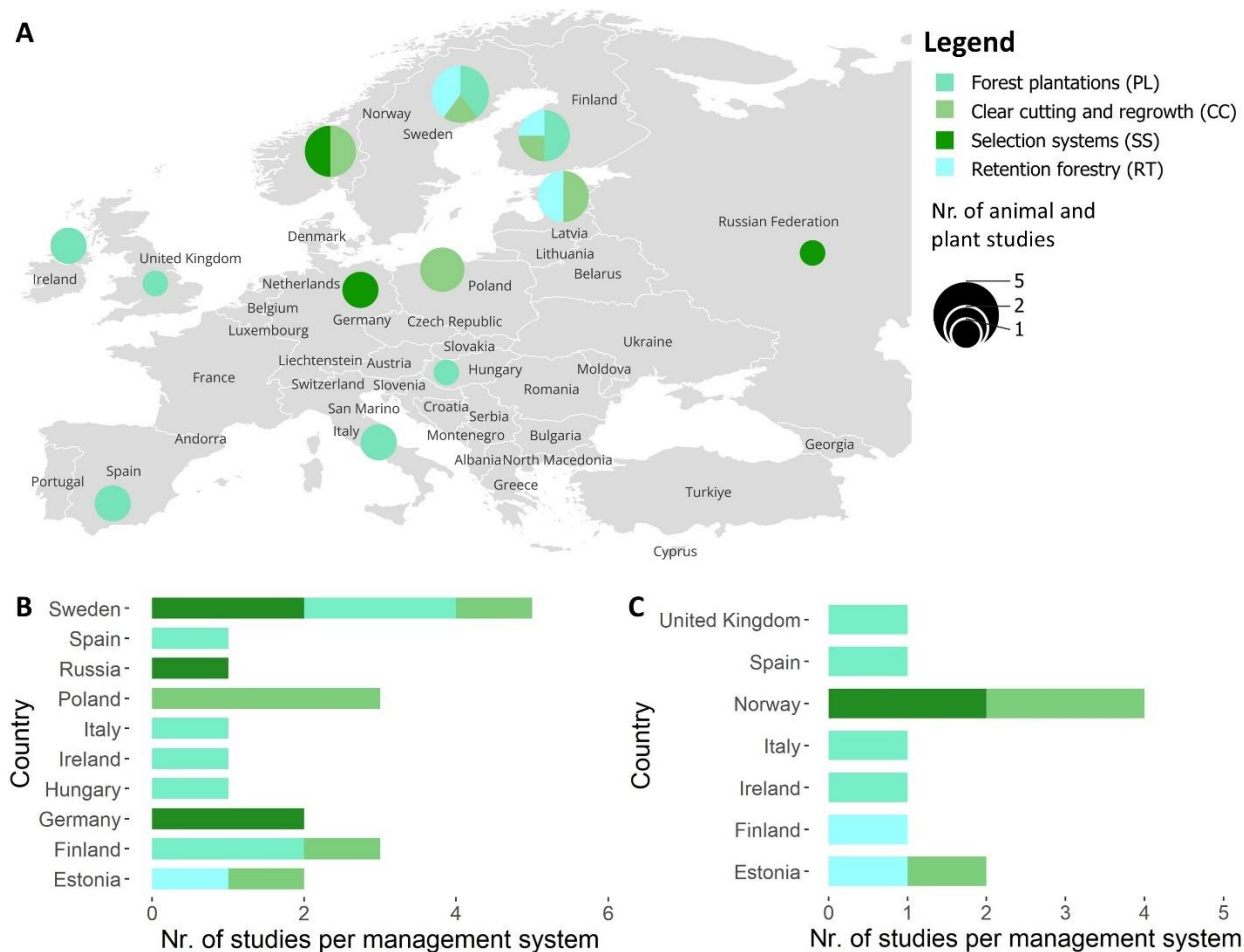 A
Legend
Forest plantations (PL)
Clear cutting and regrowth (CC)
Selection systems (SS)
Retention forestry (RT)
Nr. of animal and
plant studies
5
2
1
Finland
Norway
Sweden
Russian Federation
Denmark
Latvia
Lithuania
Belarus
United Kingdom
Ireland
Netherlands
Poland
Belgium
Germany
Czech Republic
Luxembourg
Slovakia
Ukraine
Liechtenstein
Austria
Hungary
Moldova
France
Switzerland
Slovenia
Romania
San Marino
Croatia
Serbia
Italy
Andorra
Montenegro
Bulgaria
Georgia
Albania
North Macedonia
Spain
Portugal
Greece
Turkiye
Cyprus
B
Country
Sweden
Spain
Russia
Poland
Italy
Ireland
Hungary
Germany
Finland
Estonia
0 2 4 6
Nr. of studies per management system
C
Country
United Kingdom
Spain
Norway
Italy
Ireland
Finland
Estonia
0 1 2 3 4 5
Nr. of studies per management system